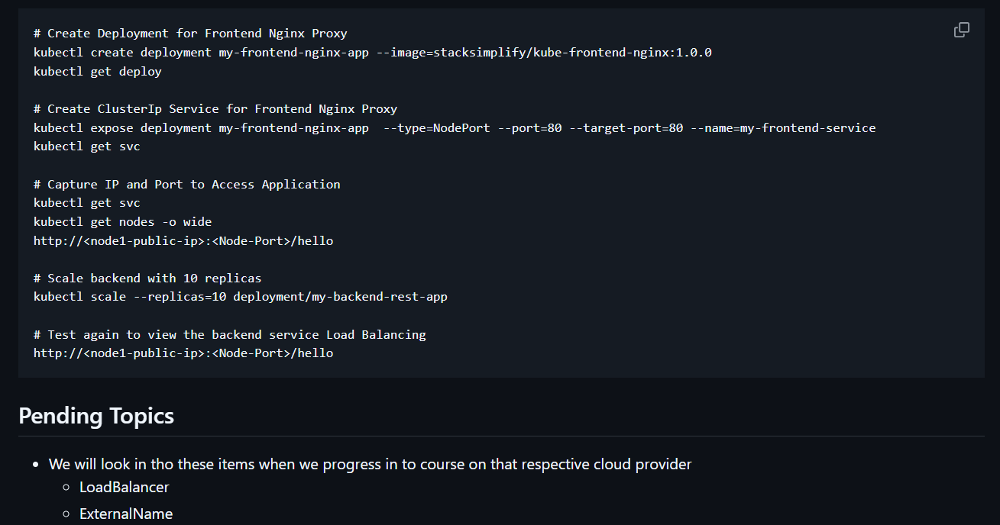 # Create Deployment for Frontend Nginx Proxy
kubectl create deployment my-frontend-nginx-app --image=stacksimplify/kube-frontend-nginx:1.0.0
kubectl get deploy
# Create ClusterIp Service for Frontend Nginx Proxy
kubectl expose deployment my-frontend-nginx-app  --type=NodePort --port=80 --target-port=80 --name=my-frontend-service
kubectl get svc
# Capture IP and Port to Access Application
kubectl get svc
kubectl get nodes -o wide
http://<node1-public-ip>:<Node-Port>/hello
# Scale backend with 10 replicas
kubectl scale --replicas=10 deployment/my-backend-rest-app
# Test again to view the backend service Load Balancing
http://<node1-public-ip>:<Node-Port>/hello
Pending Topics
• We will look in tho these items when we progress in to course on that respective cloud provider
◦ LoadBalancer
◦ ExternalName